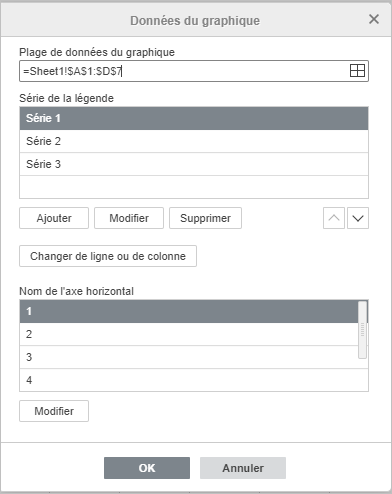 Données du graphique
Plage de données du graphique
=Sheet1!$A$1:$D$7
Série de la légende
Série 1
Série 2
Série 3
Ajouter Modifier Supprimer
Changer de ligne ou de colonne
Nom de l'axe horizontal
1
2
3
4
Modifier
OK Annuler